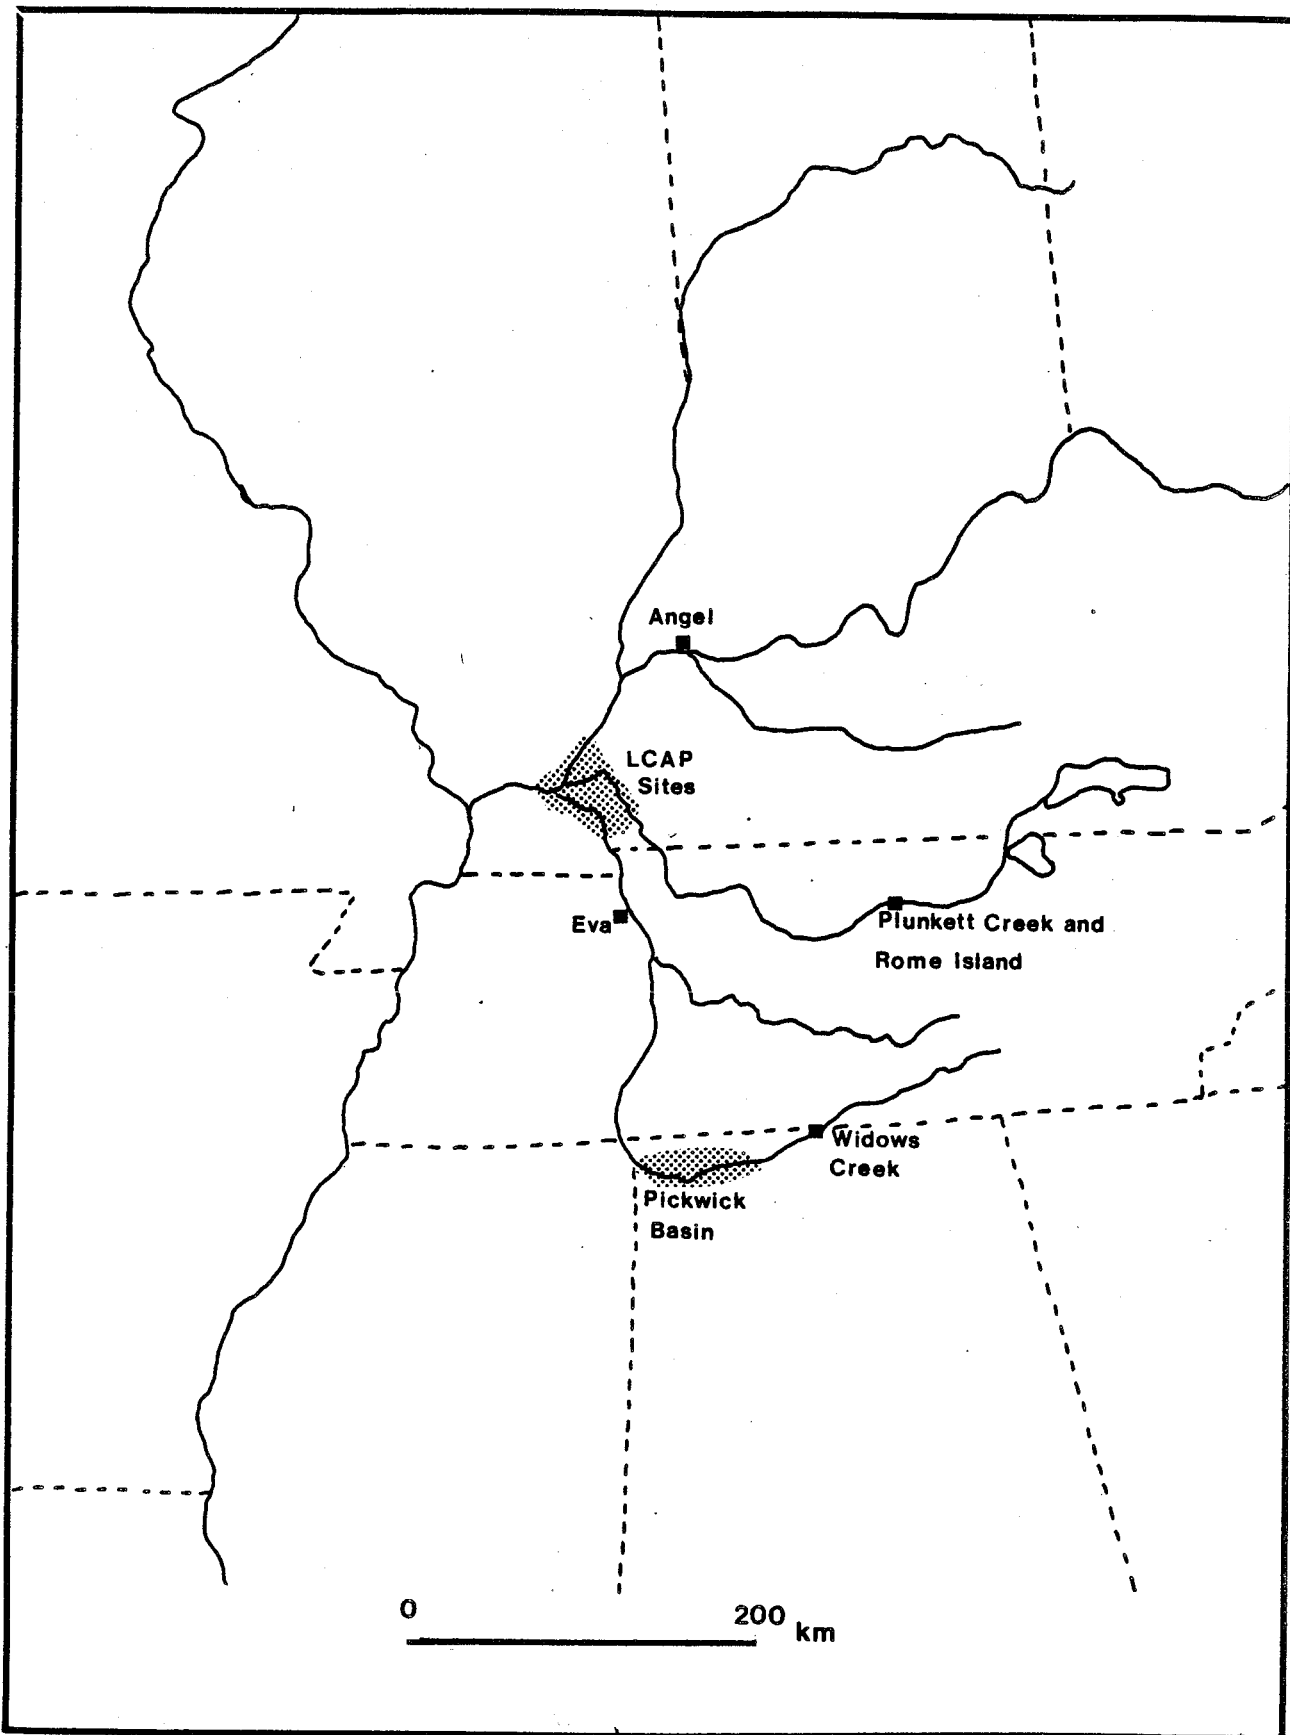 Angel
LCAP
Sites
Eva
Plunkett Creek and
Rome Island
Widows
Creek
Pickwick
Basin
0 200 km